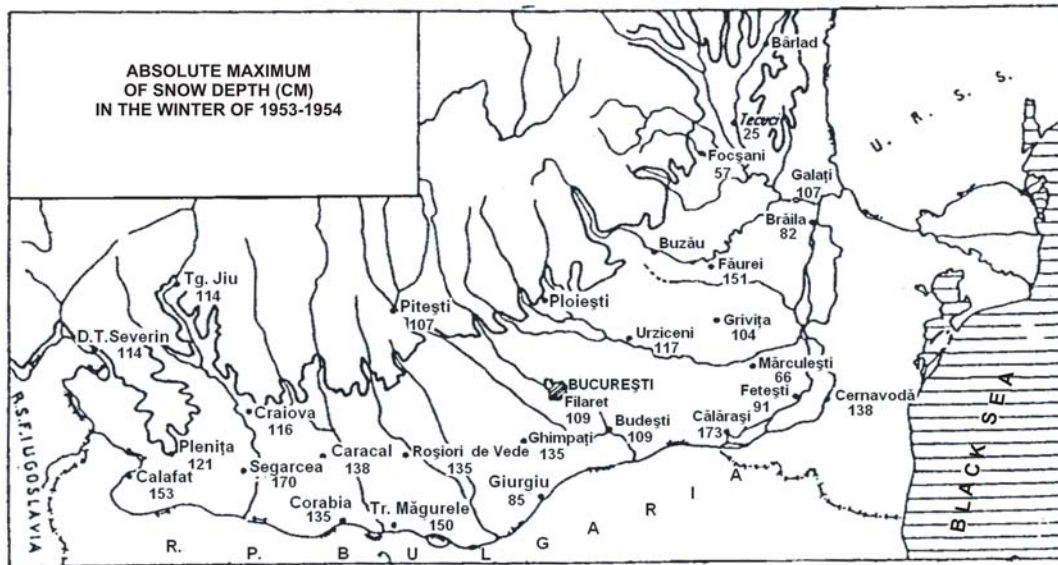 ABSOLUTE MAXIMUM
OF SNOW DEPTH (CM)
IN THE WINTER OF 1953-1954
Bârlad
U. R. S. S.
Tecuci
25
Focşani
57
Galaţi
107
Brăila
82
Buzău
Făurei
151
Tg. Jiu
114
Piteşti
107
Ploieşti
Griviţa
104
Urziceni
117
D.T.Severin
114
Mărculeşti
66
BUCUREŞTI
Filaret
109
Feteşti
91
Cernavodă
138
Craiova
116
Călăraşi
173
Budeşti
109
Ghimpaţi
135
Pleniţa
121
Caracal
138
Roşiori de Vede
135
Segarcea
170
Calafat
153
Giurgiu
85
Corabia
135
Tr. Măgurele
150
R.S.F.IUGOSLAVIA
R. P. B U L G A R I A
BLACK SEA